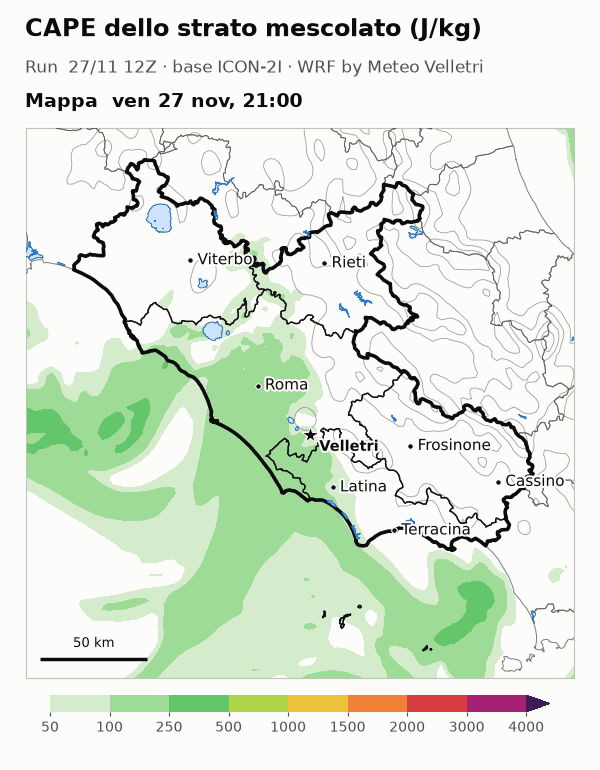 CAPE dello strato mescolato (J/kg)
Run  27/11 12Z · base ICON-2I · WRF by Meteo Velletri
Mappa  ven 27 nov, 21:00
Viterbo
Rieti
Roma
Velletri
Frosinone
Latina
Cassino
Terracina
50 km
50 100 250 500 1000 1500 2000 3000 4000